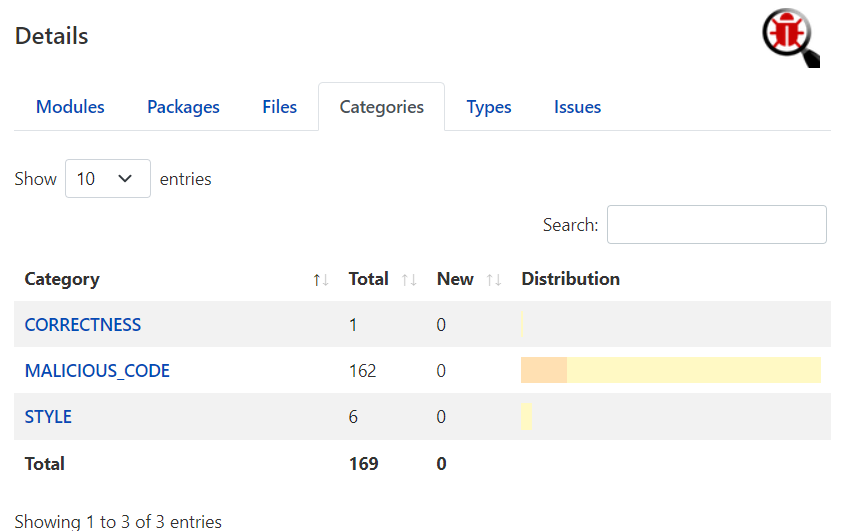 Details
Modules Packages Files Categories Types Issues
Show 10 entries
Search:
Category Total New Distribution
CORRECTNESS 1 0
MALICIOUS_CODE 162 0
STYLE 6 0
Total 169 0
Showing 1 to 3 of 3 entries